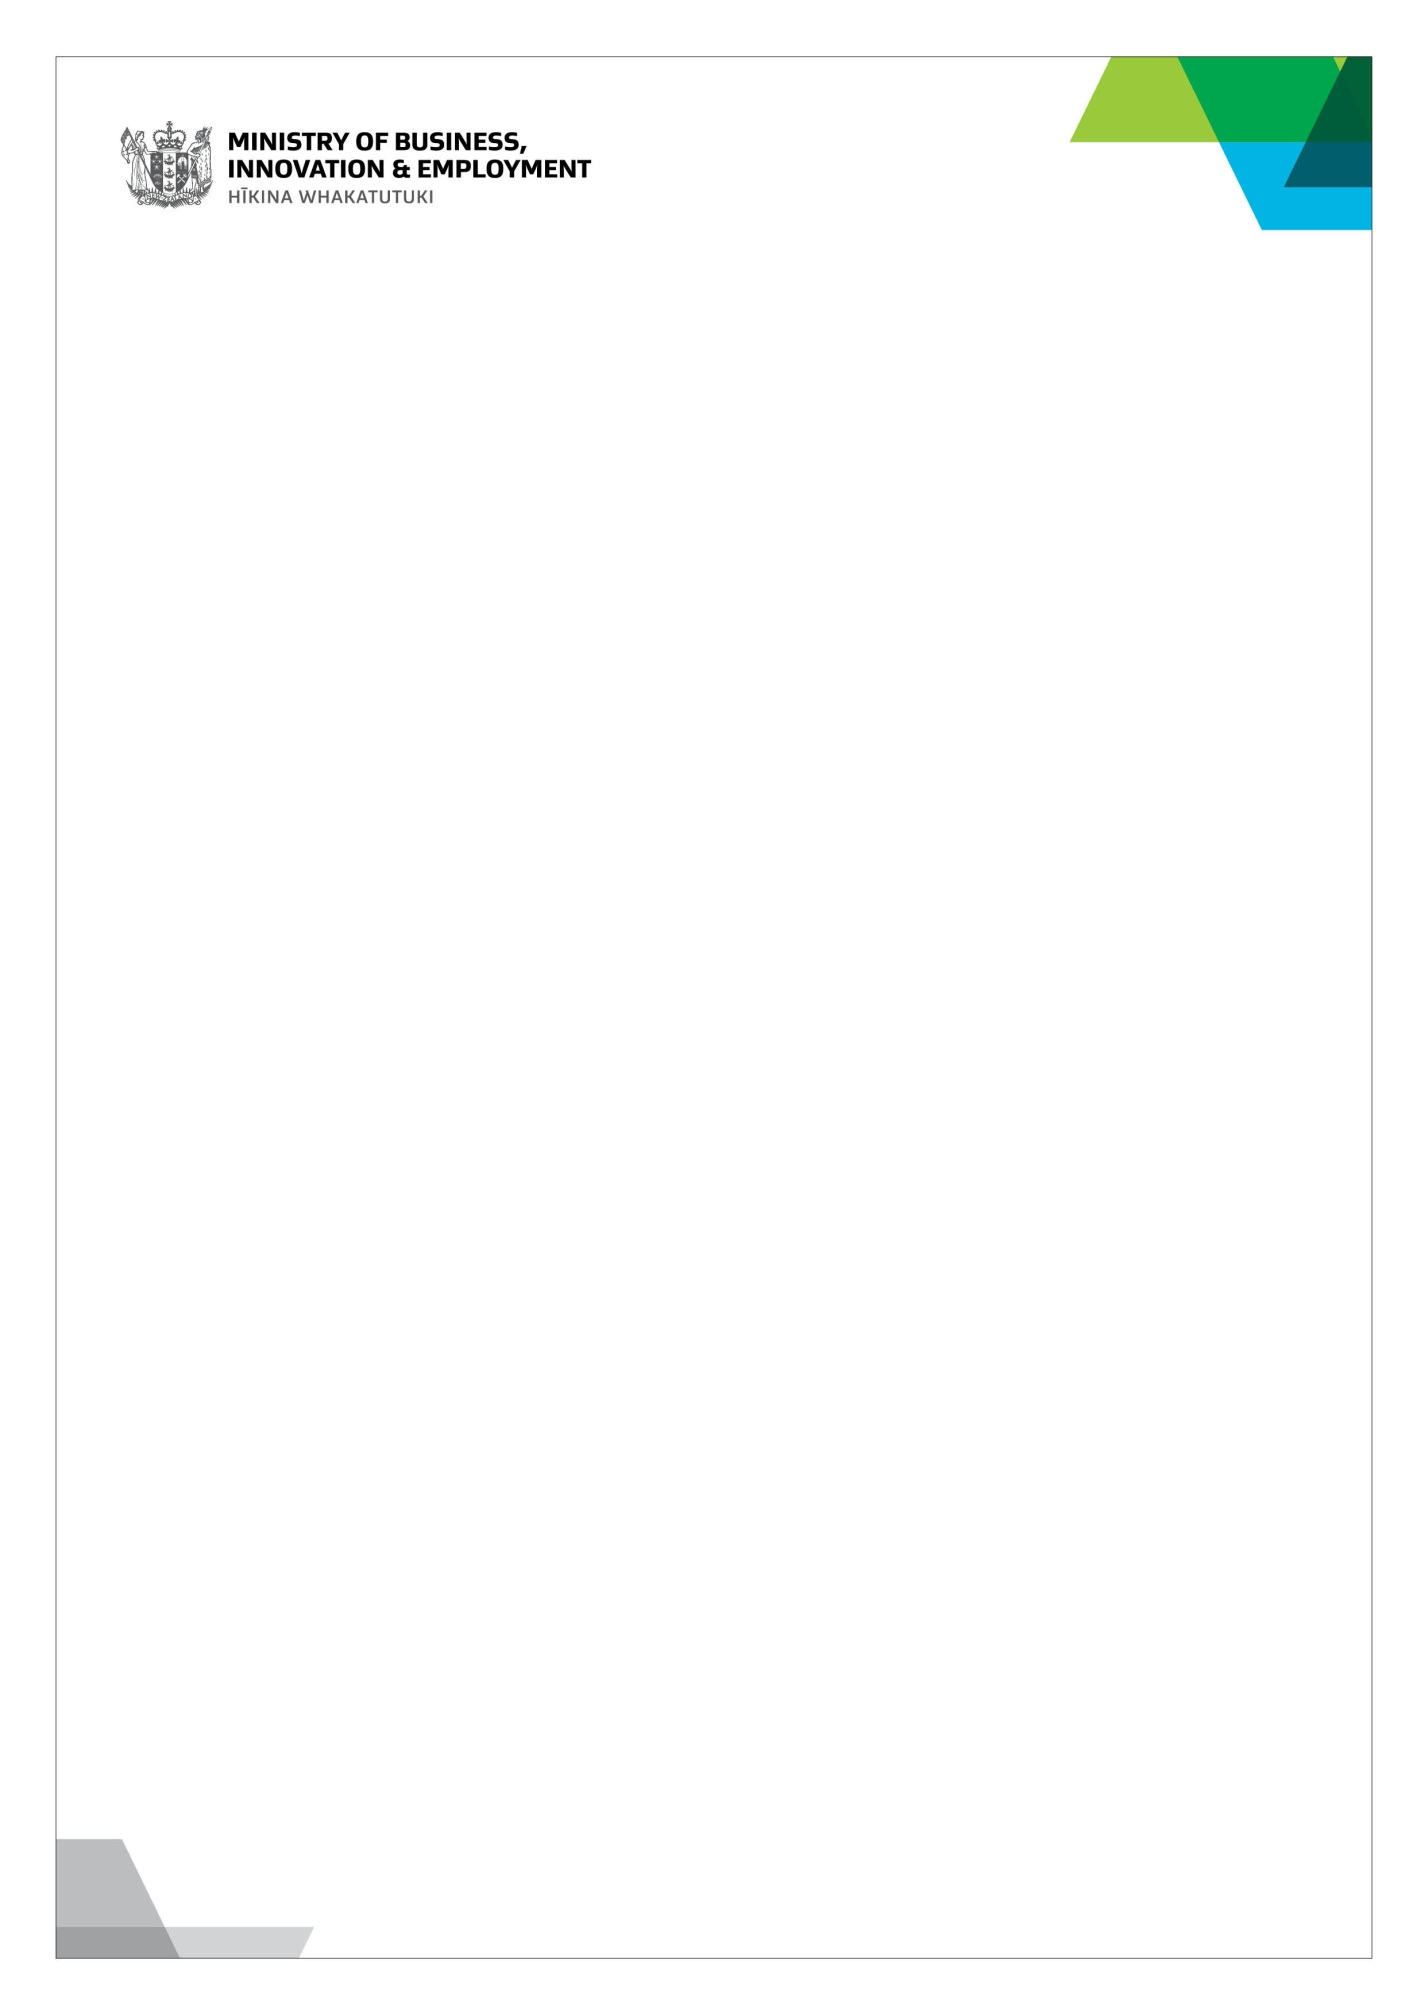 MINISTRY OF BUSINESS,
INNOVATION & EMPLOYMENT
HĪKINA WHAKATUTUKI